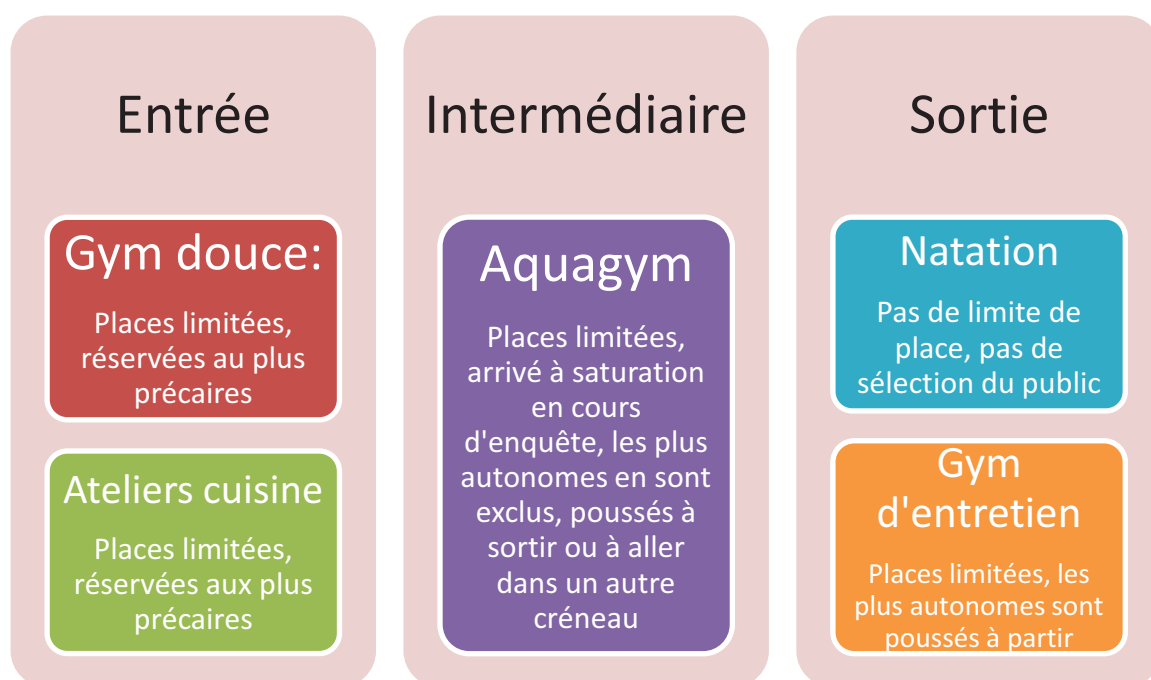 Entrée
Gym douce:
Places limitées,
réservées au plus
précaires
Ateliers cuisine
Places limitées,
réservées aux plus
précaires
Intermédiaire
Aquagym
Places limitées,
arrivé à saturation
en cours
d'enquête, les plus
autonomes en sont
exclus, poussés à
sortir ou à aller
dans un autre
créneau
Sortie
Natation
Pas de limite de
place, pas de
sélection du public
Gym
d'entretien
Places limitées, les
plus autonomes sont
poussés à partir